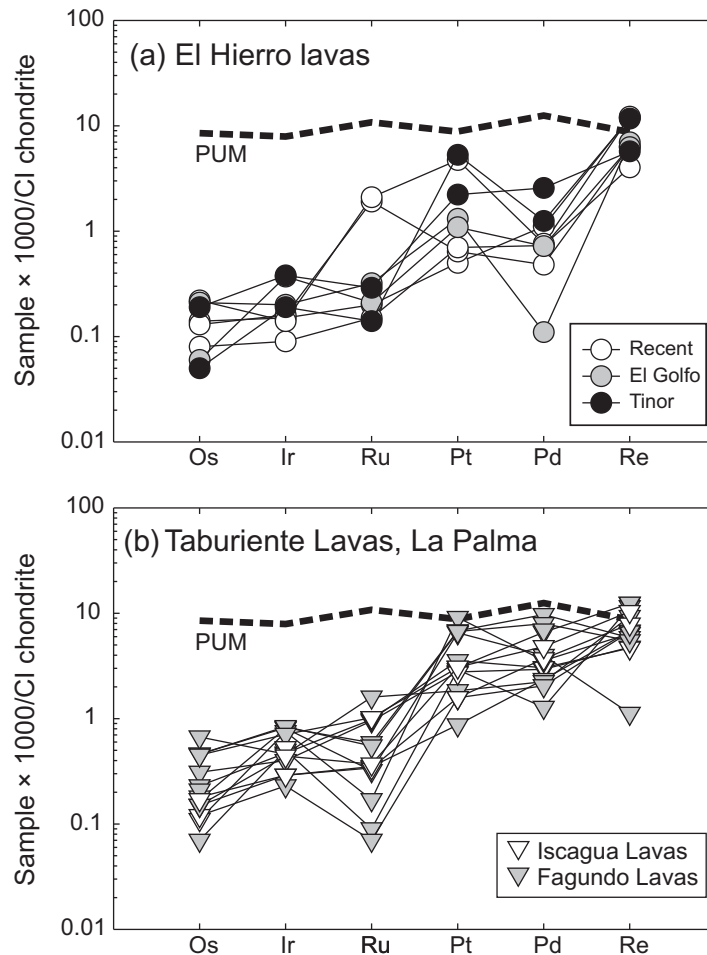 100
(a) El Hierro lavas
10
PUM
1
0.1
0.01
Sample × 1000/CI chondrite
Recent
El Golfo
Tinor
Os Ir Ru Pt Pd Re
100
(b) Taburiente Lavas, La Palma
10
PUM
1
0.1
0.01
Sample × 1000/CI chondrite
Iscagua Lavas
Fagundo Lavas
Os Ir Ru Pt Pd Re